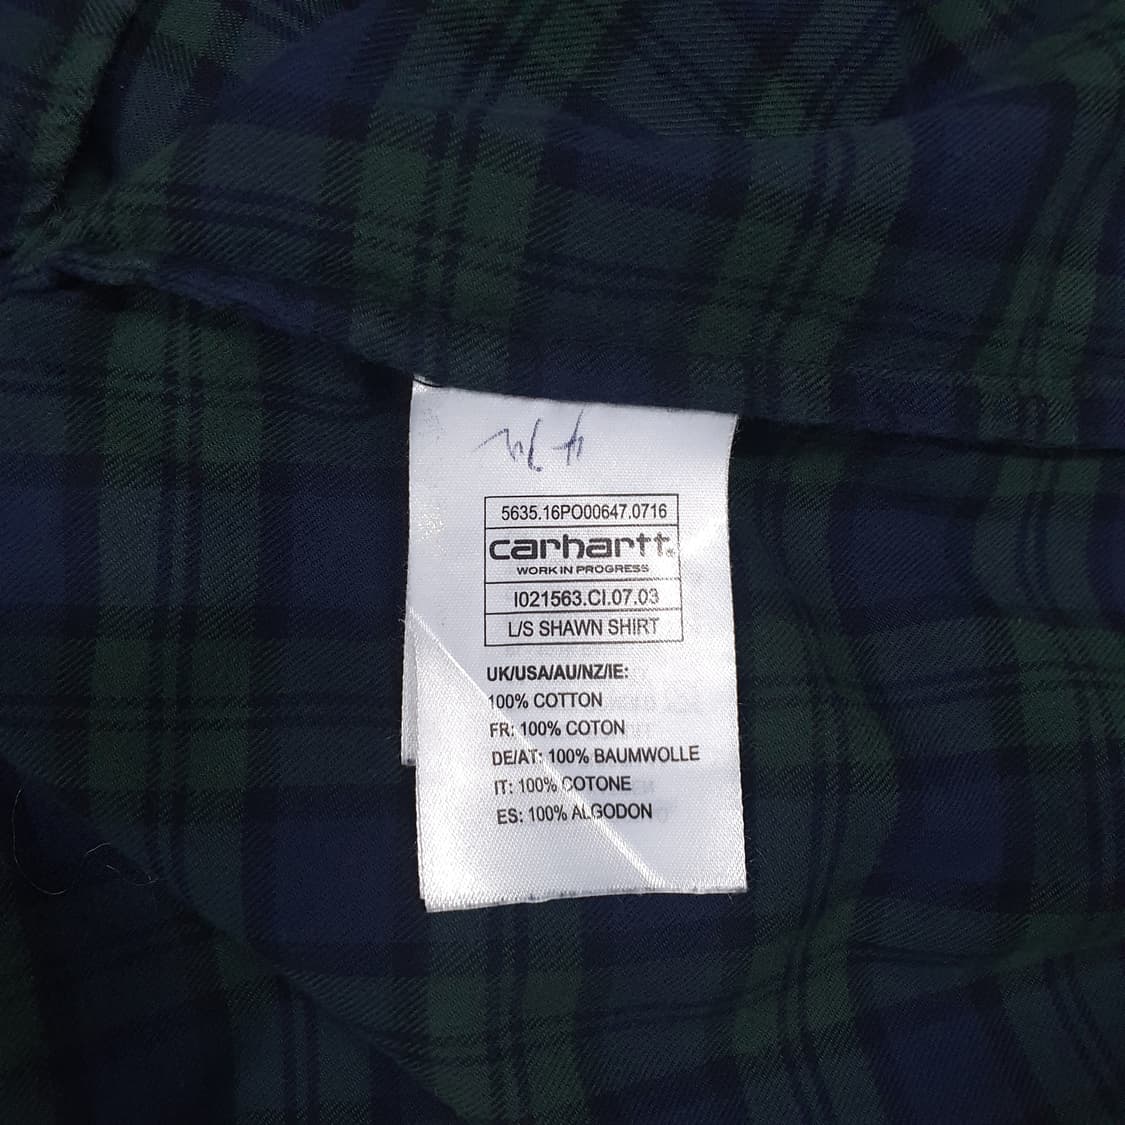 5635.16PO00647.0716
carhartt.
WORK IN PROGRESS
I021563.CI.07.03
L/S SHAWN SHIRT
UK/USA/AU/NZ/IE:
100% COTTON
FR: 100% COTON
DE/AT: 100% BAUMWOLLE
IT: 100% COTONE
ES: 100% ALGODON